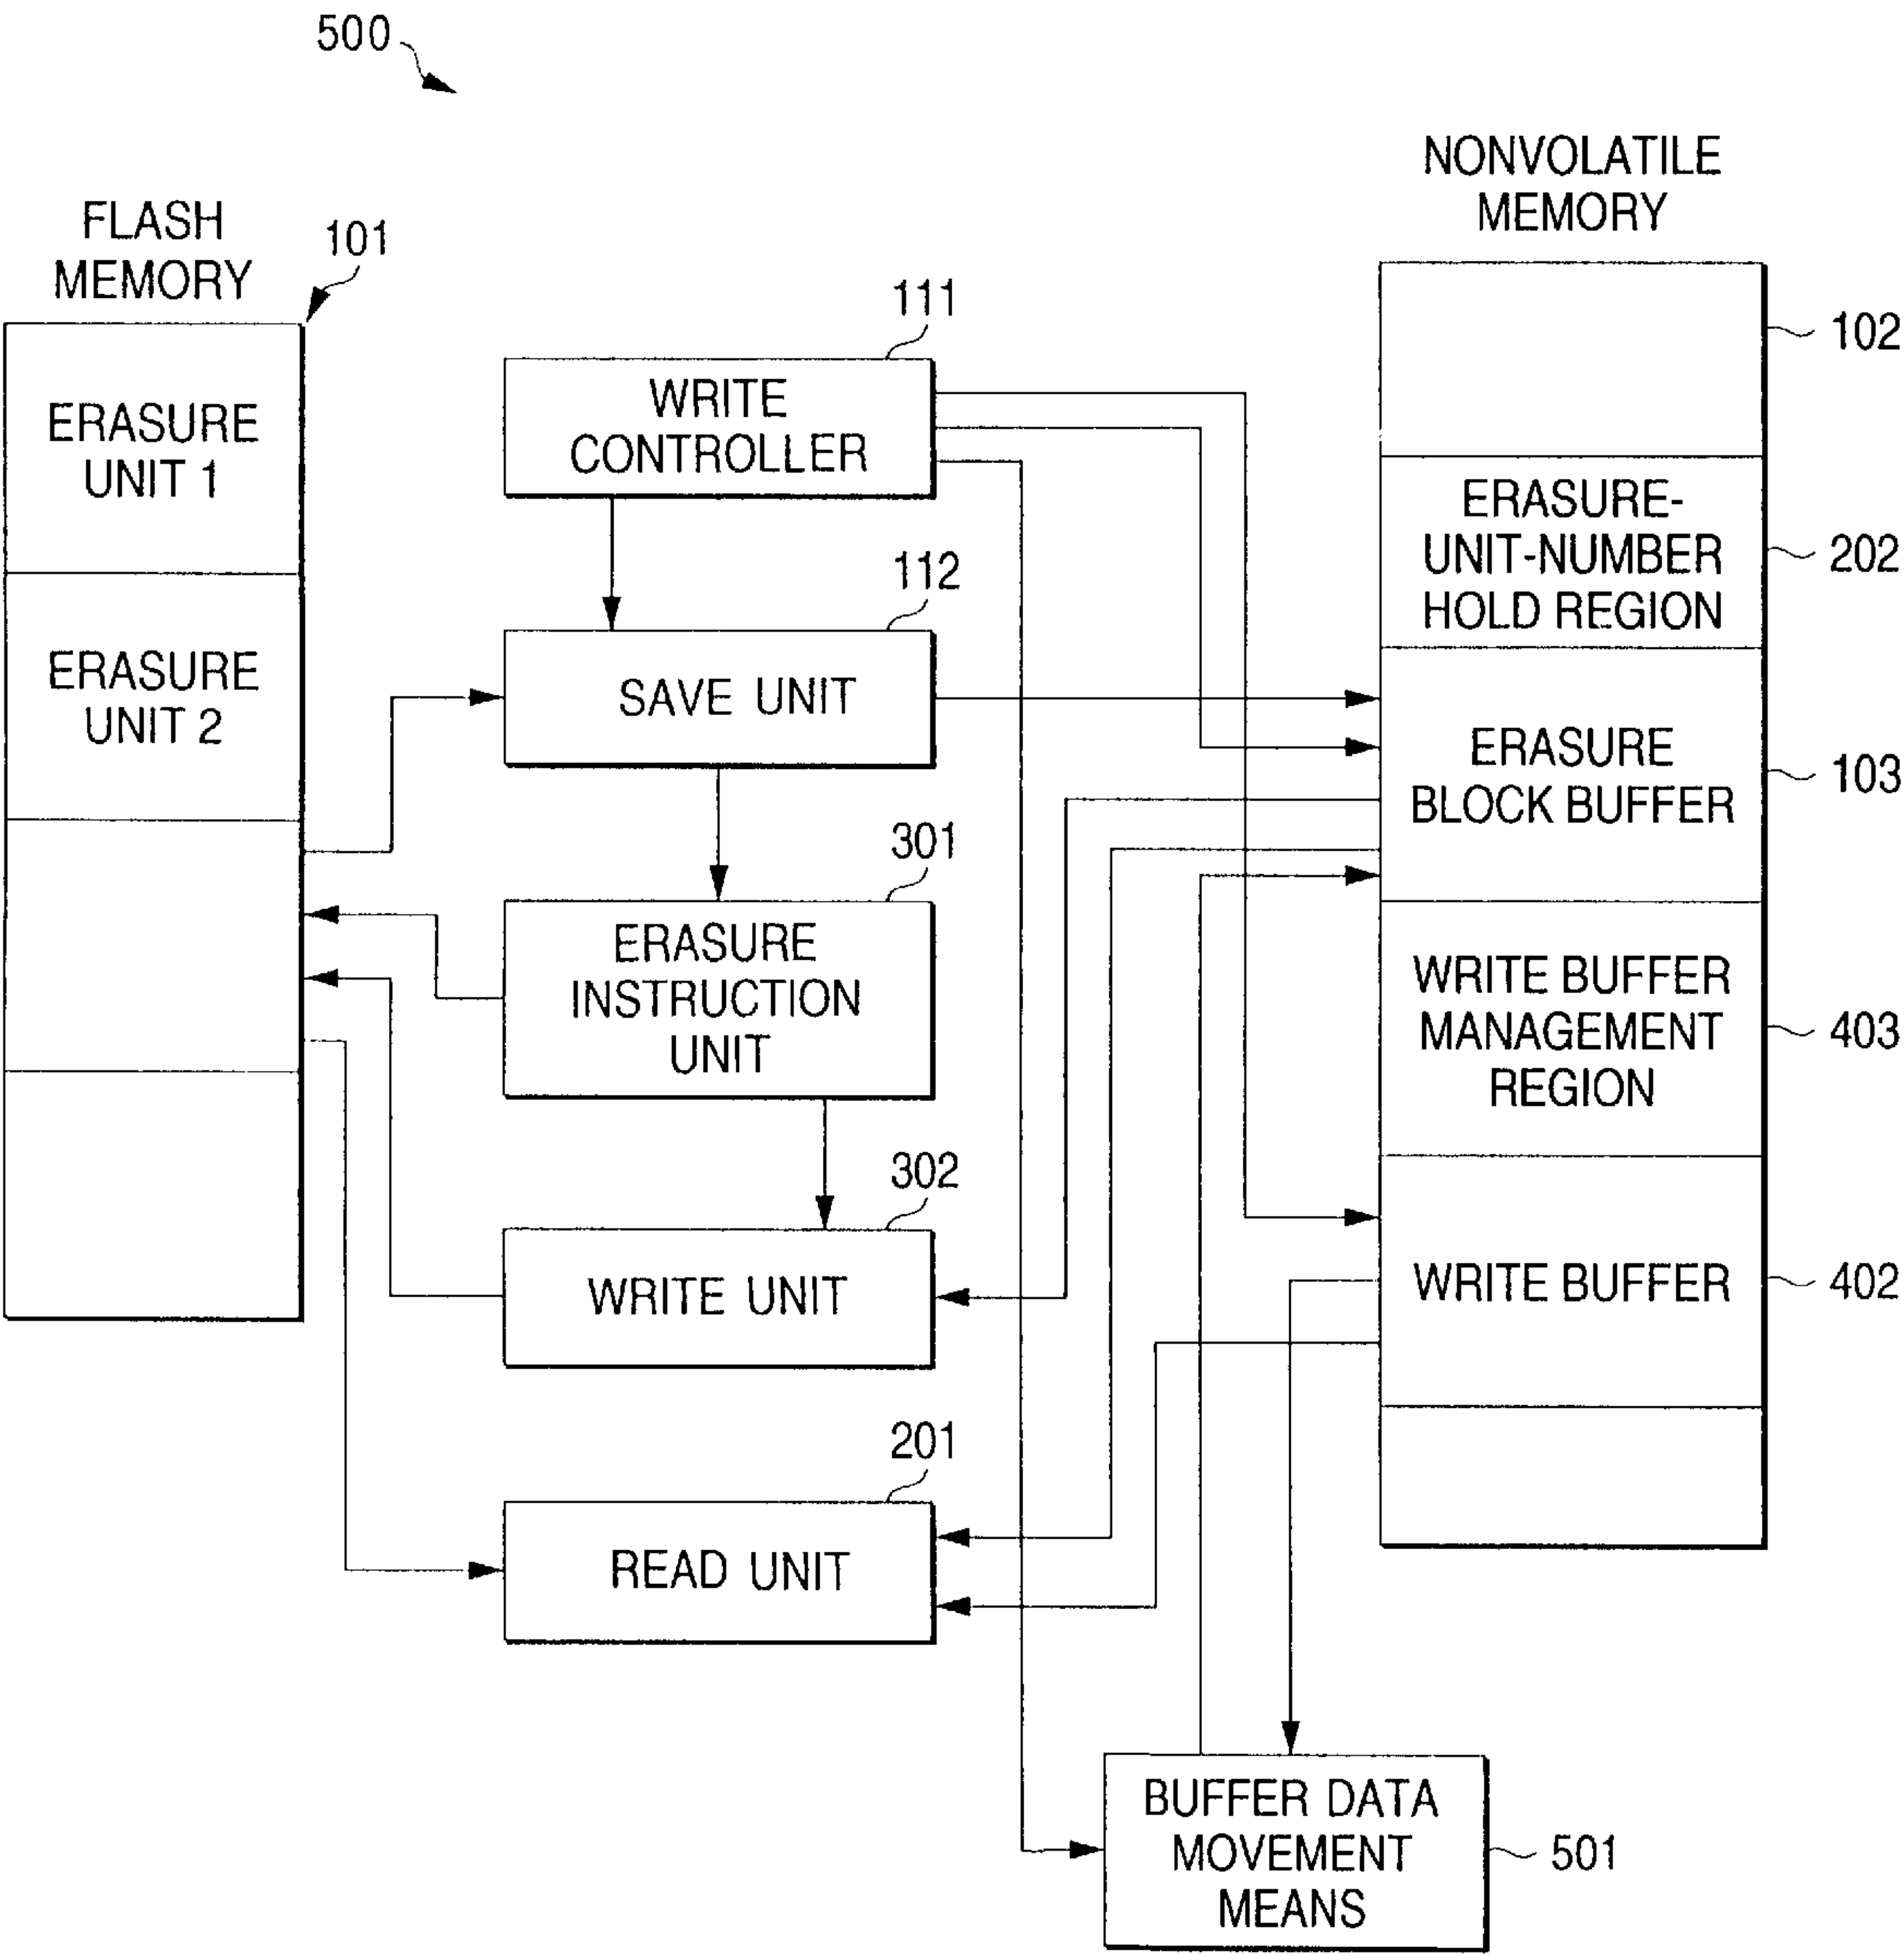 500
FLASH
MEMORY
101
ERASURE
UNIT 1
ERASURE
UNIT 2
111
WRITE
CONTROLLER
112
SAVE UNIT
301
ERASURE
INSTRUCTION
UNIT
302
WRITE UNIT
201
READ UNIT
NONVOLATILE
MEMORY
102
ERASURE-
UNIT-NUMBER
HOLD REGION
202
ERASURE
BLOCK BUFFER
103
WRITE BUFFER
MANAGEMENT
REGION
403
WRITE BUFFER
402
BUFFER DATA
MOVEMENT
MEANS
501